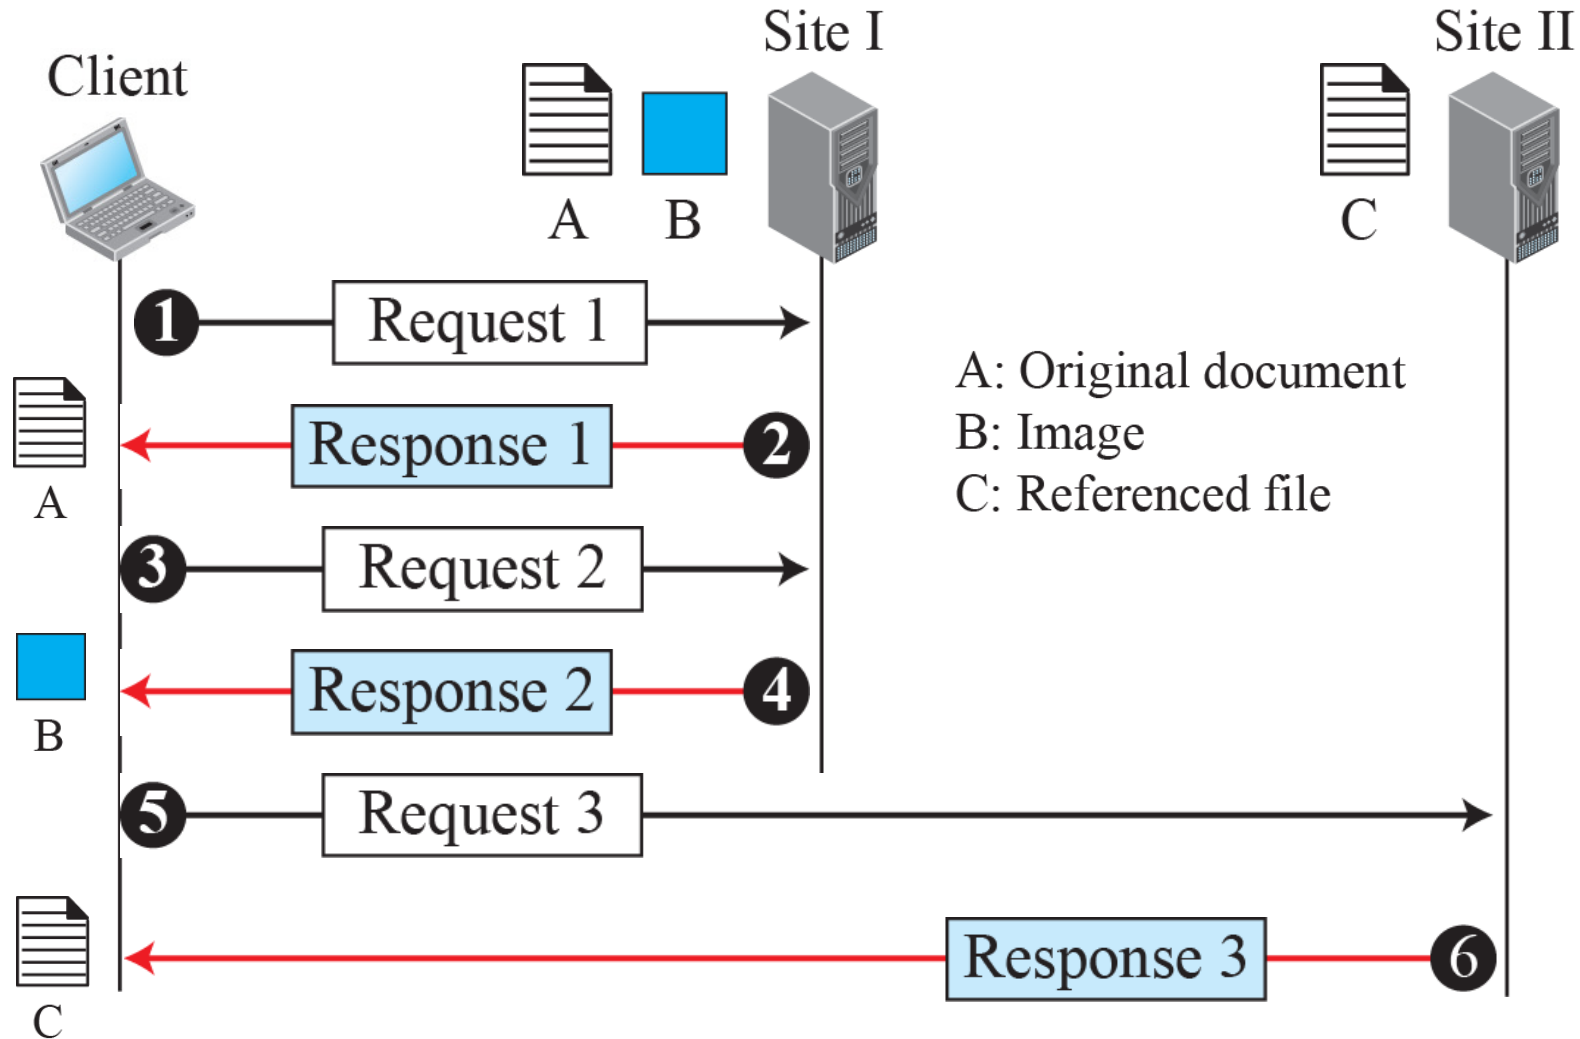 Client
Site I
Site II
A
B
C
1
Request 1
A: Original document
B: Image
C: Referenced file
Response 1
2
A
3
Request 2
Response 2
4
B
5
Request 3
Response 3
6
C